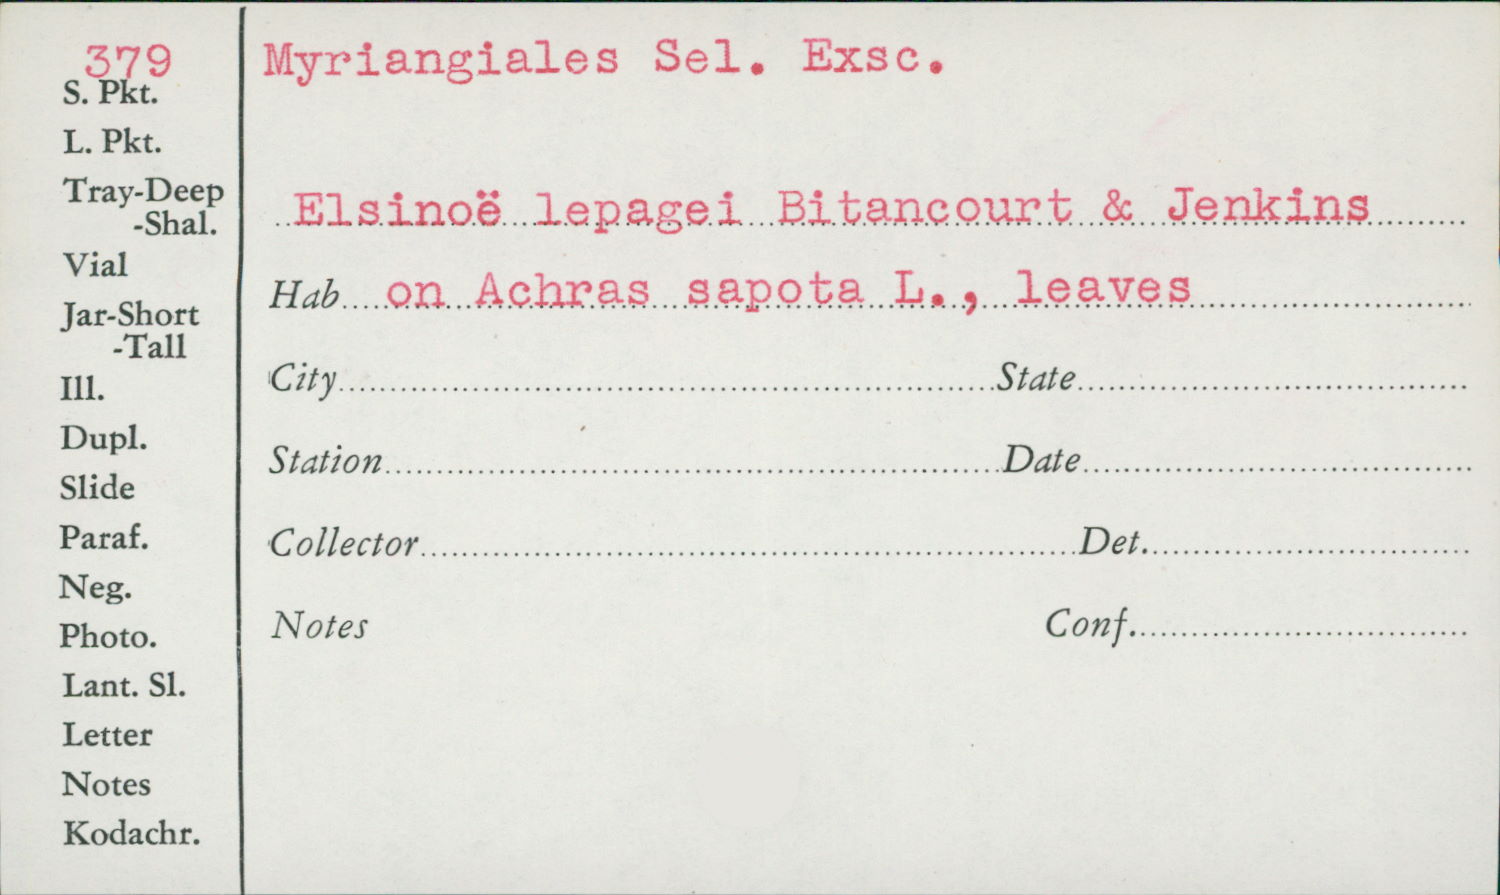 379
S. Pkt.
L. Pkt.
Tray-Deep
-Shal.
Vial
Jar-Short
-Tall
Ill.
Dupl.
Slide
Paraf.
Neg.
Photo.
Lant. Sl.
Letter
Notes
Kodachr.
Myriangiales Sel. Exsc.
Elsinoë lepagei Bitancourt & Jenkins
Hab on Achras sapota L., leaves
City State
Station Date
Collector Det.
Notes Conf.